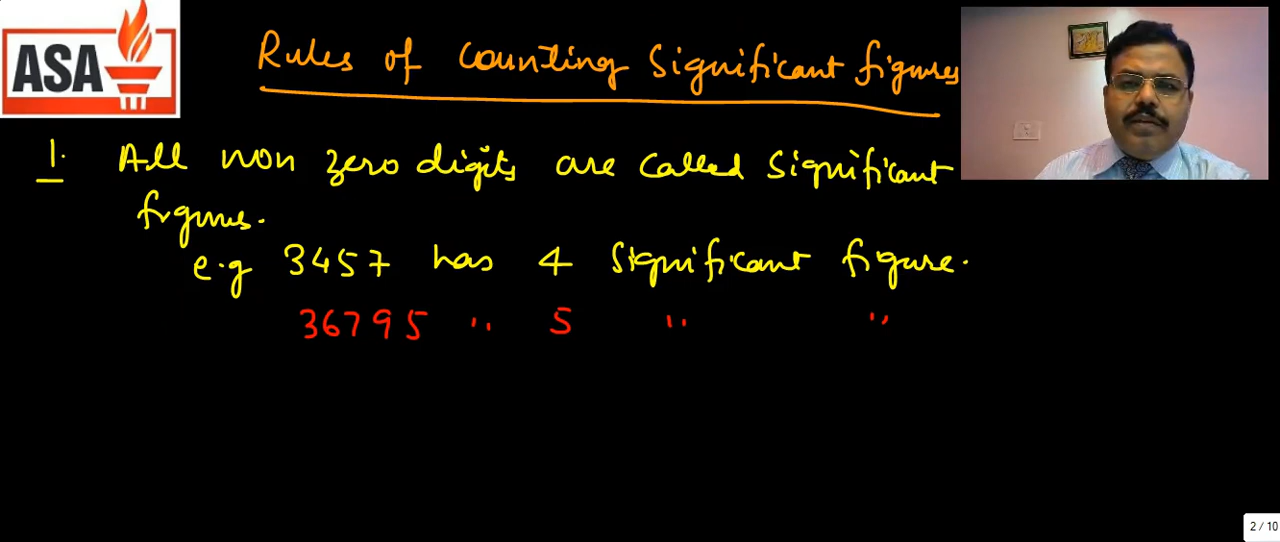 ASA
Rules of Counting Significant figures
1. All non zero digits are called Significant
figures.
e.g 3457 has 4 Significant figure.
36795 " 5 " "
2 / 10